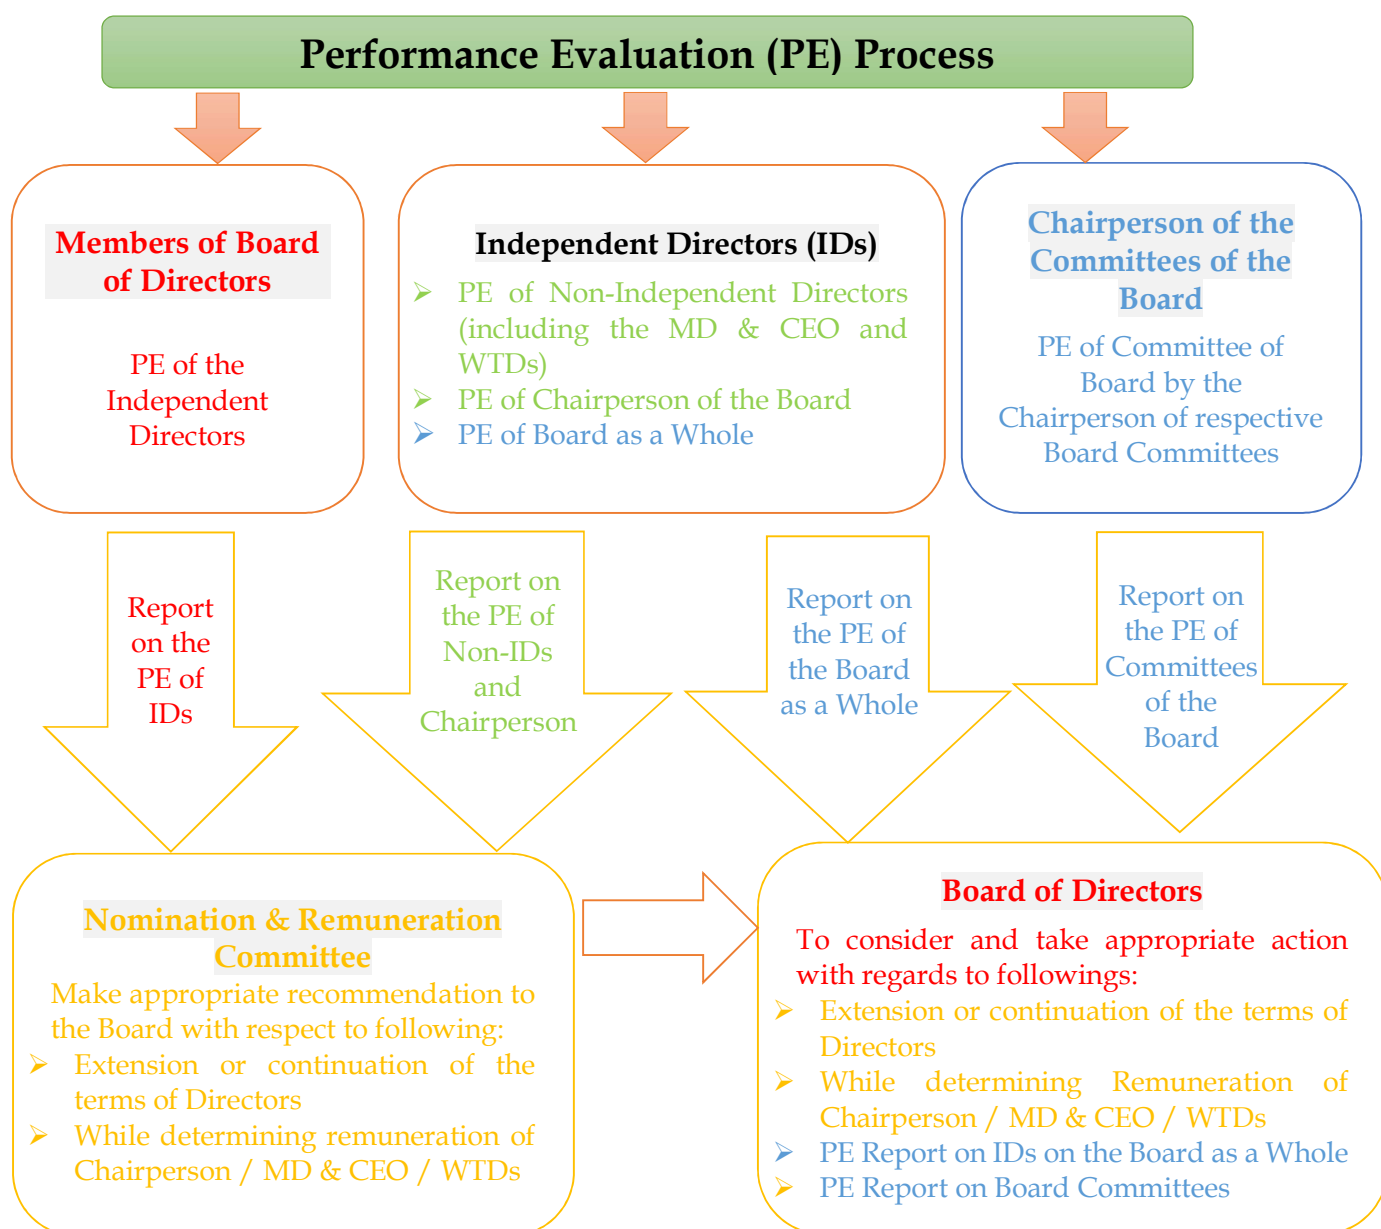 Performance Evaluation (PE) Process
Members of Board
of Directors
PE of the
Independent
Directors
Independent Directors (IDs)
➢ PE of Non-Independent Directors
(including the MD & CEO and
WTDs)
➢ PE of Chairperson of the Board
➢ PE of Board as a Whole
Chairperson of the
Committees of the
Board
PE of Committee of
Board by the
Chairperson of respective
Board Committees
Report
on the
PE of
IDs
Report on
the PE of
Non-IDs
and
Chairperson
Report on
the PE of
the Board
as a Whole
Report on
the PE of
Committees
of the
Board
Nomination & Remuneration
Committee
Make appropriate recommendation to
the Board with respect to following:
➢ Extension or continuation of the
terms of Directors
➢ While determining remuneration of
Chairperson / MD & CEO / WTDs
Board of Directors
To consider and take appropriate action
with regards to followings:
➢ Extension or continuation of the terms of
Directors
➢ While determining Remuneration of
Chairperson / MD & CEO / WTDs
➢ PE Report on IDs on the Board as a Whole
➢ PE Report on Board Committees